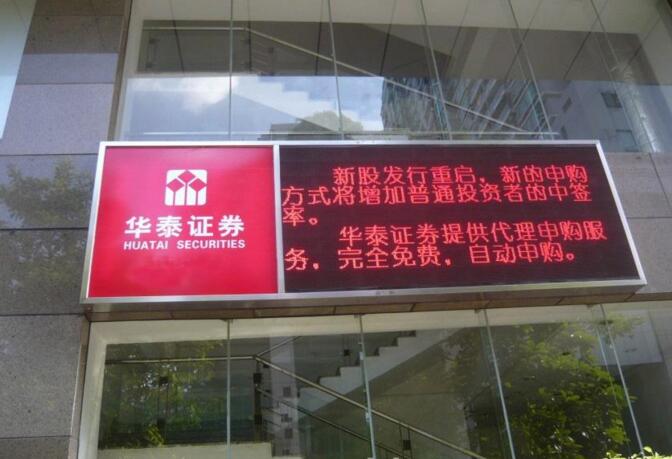 华泰证券
HUATAI SECURITIES
新股发行重启，新的申购
方式将增加普通投资者的中签
率。
华泰证券提供代理申购服
务，完全免费，自动申购。